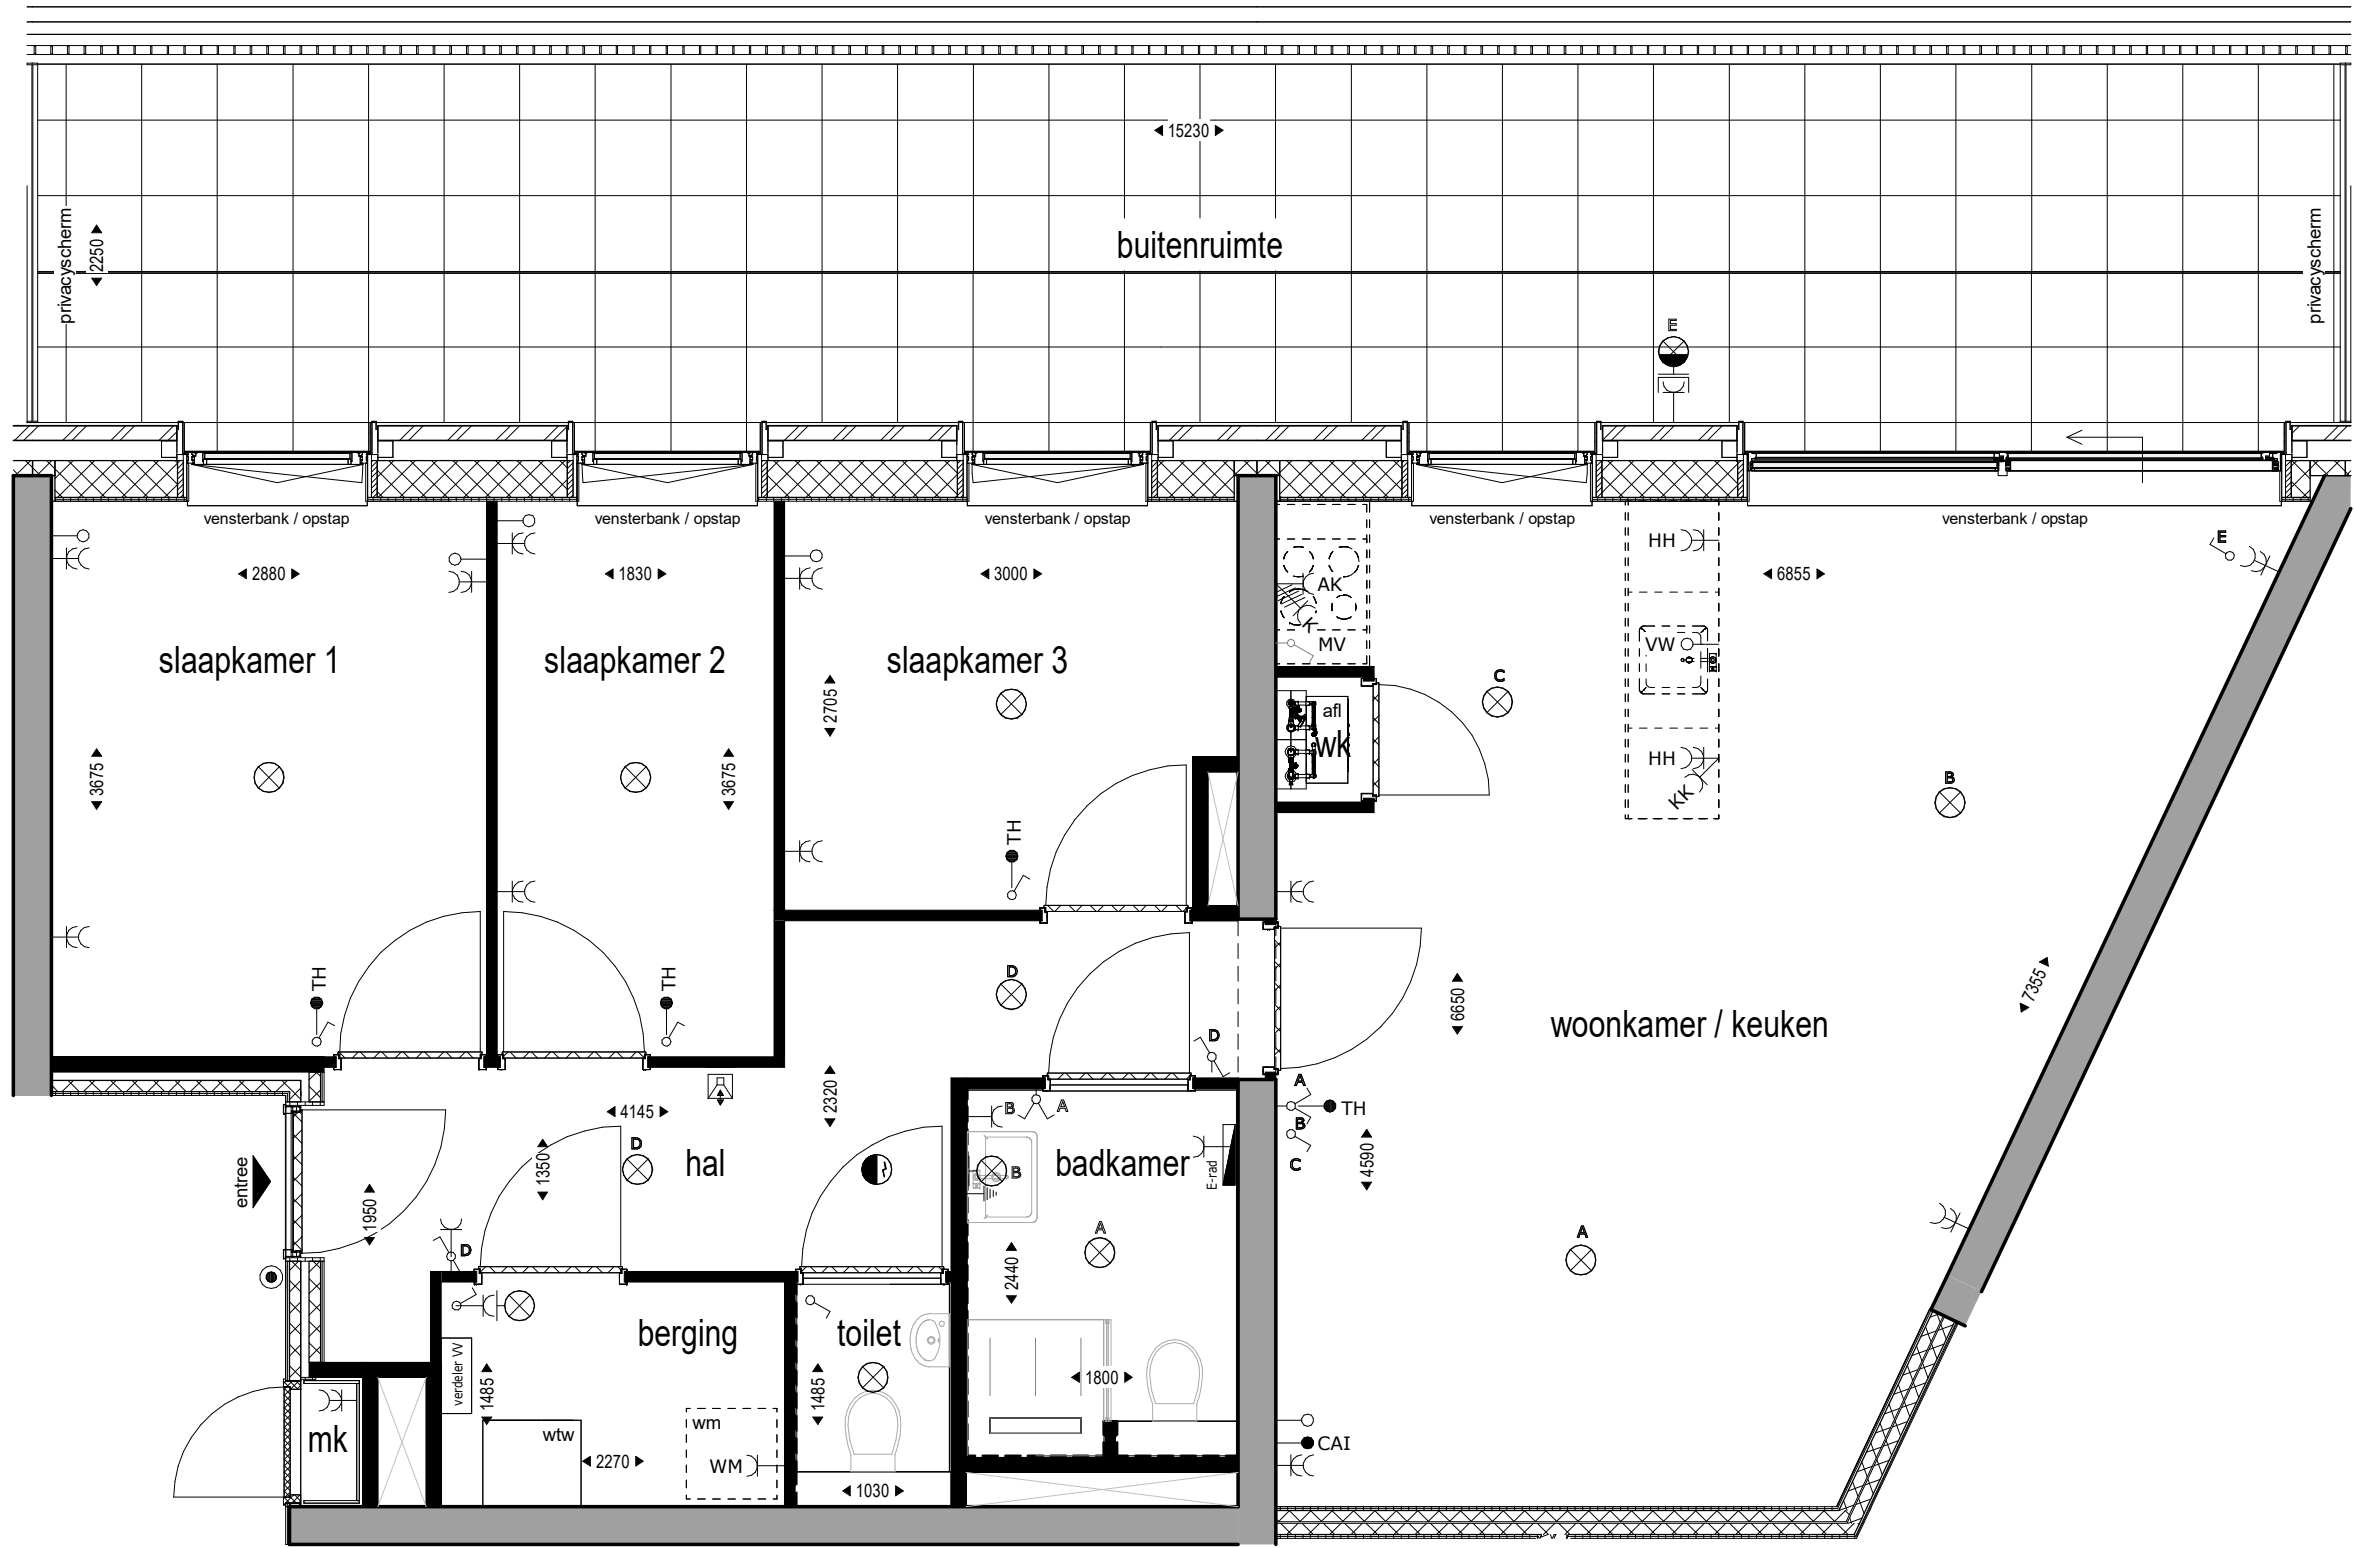 15230
buitenruimte
privacyscherm
2250
privacyscherm
E
vensterbank / opstap
vensterbank / opstap
vensterbank / opstap
vensterbank / opstap
vensterbank / opstap
2880
1830
3000
6855
HH
E
AK
K
MV
VW
slaapkamer 1
slaapkamer 2
slaapkamer 3
2705
C
afl
wk
HH
KK
B
3675
3675
TH
TH
TH
D
6650
7355
woonkamer / keuken
D
A
TH
B
C
4590
4145
2320
B
A
entree
1350
D
hal
badkamer
E-rad
B
1950
D
A
A
2440
berging
toilet
verdeler VV
1485
1485
1800
mk
wtw
wm
2270
WM
1030
CAI